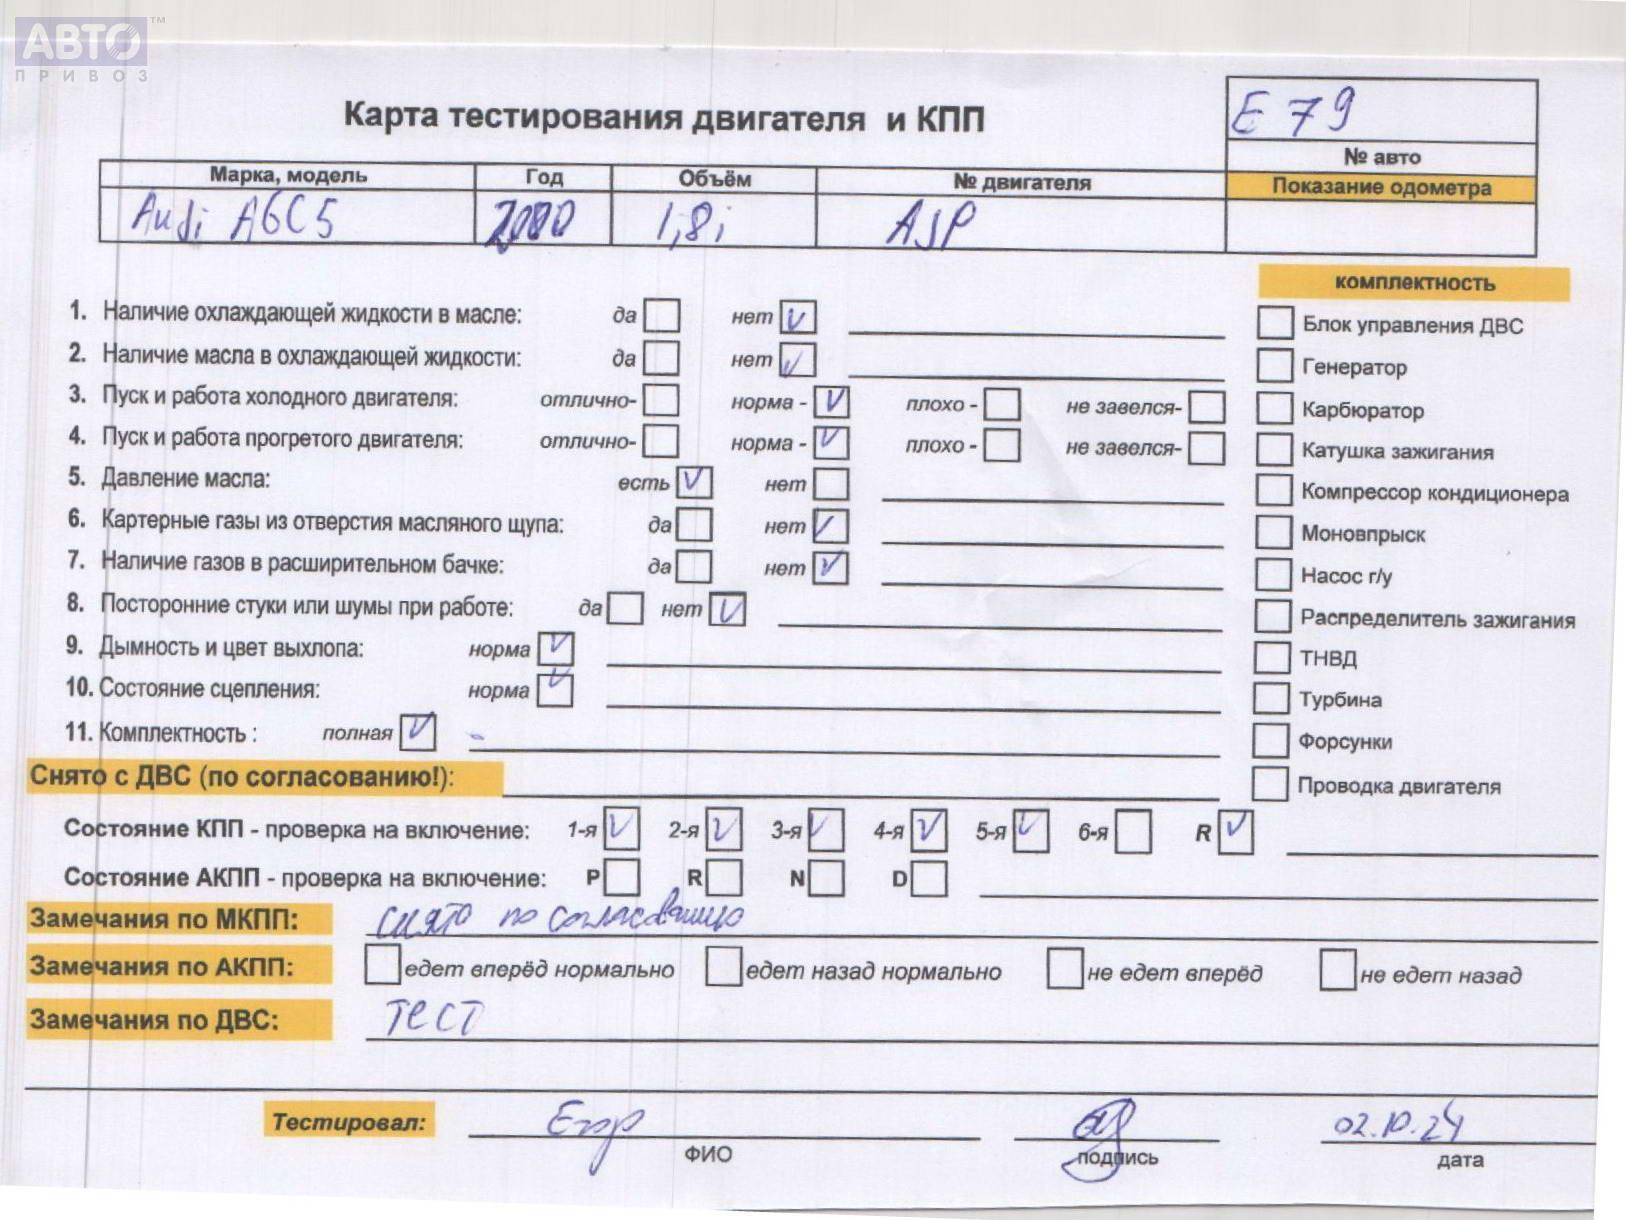 АВТО™
ПРИВОЗ
Карта тестирования двигателя и КПП
E 79
№ авто
Марка, модель Год Объём № двигателя Показание одометра
Audi A6C5 2000 1,8i
комплектность
1. Наличие охлаждающей жидкости в масле: да нет V
Блок управления ДВС
2. Наличие масла в охлаждающей жидкости: да нет V
Генератор
3. Пуск и работа холодного двигателя: отлично- норма - V плохо - не завелся-
Карбюратор
4. Пуск и работа прогретого двигателя: отлично- норма - V плохо - не завелся-
Катушка зажигания
5. Давление масла: есть V нет
Компрессор кондиционера
6. Картерные газы из отверстия масляного щупа: да нет V
Моновпрыск
7. Наличие газов в расширительном бачке: да нет V
Насос г/у
8. Посторонние стуки или шумы при работе: да нет V
Распределитель зажигания
9. Дымность и цвет выхлопа: норма V
ТНВД
10. Состояние сцепления: норма V
Турбина
11. Комплектность : полная V -
Форсунки
Снято с ДВС (по согласованию!):
Проводка двигателя
Состояние КПП - проверка на включение: 1-я V 2-я V 3-я V 4-я V 5-я V 6-я R V
Состояние АКПП - проверка на включение: P R N D
Замечания по МКПП: снято по согласованию
Замечания по АКПП: едет вперёд нормально едет назад нормально не едет вперёд не едет назад
Замечания по ДВС: тест
Тестировал: Егор 02.10.24
ФИО подпись дата